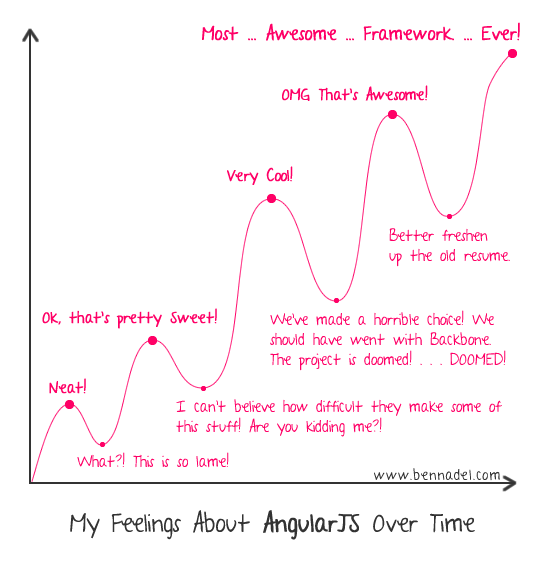 Most ... Awesome ... Framework ... Ever!
OMG That's Awesome!
Very Cool!
Better freshen
up the old resume.
Ok, that's pretty Sweet!
We've made a horrible choice! We
should have went with Backbone.
The project is doomed! . . . DOOMED!
Neat!
I can't believe how difficult they make some of
this stuff! Are you kidding me?!
What?! This is so lame!
www.bennadel.com
My Feelings About AngularJS Over Time